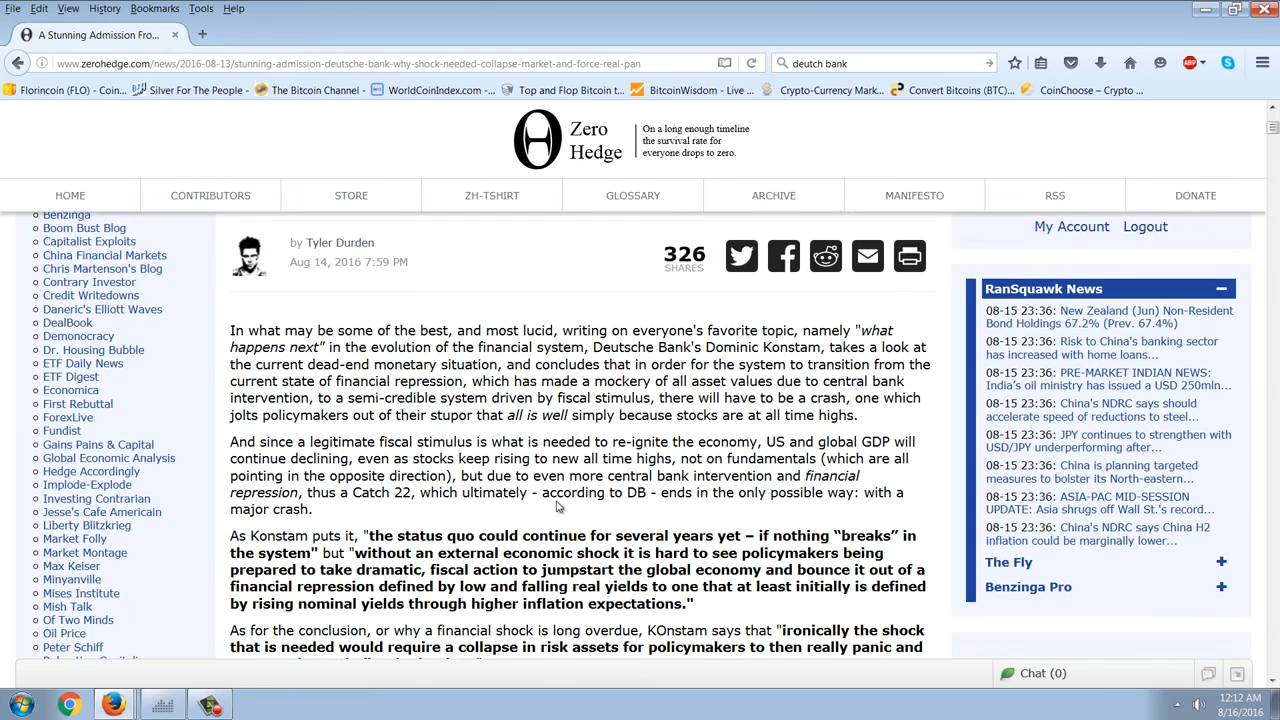 File Edit View History Bookmarks Tools Help
A Stunning Admission Fro...
www.zerohedge.com/news/2016-08-13/stunning-admission-deutsche-bank-why-shock-needed-collapse-market-and-force-real-pan
deutch bank
ABP
Florincoin (FLO) - Coin...
Silver For The People -
The Bitcoin Channel -
WorldCoinIndex.com -...
Top and Flop Bitcoin t...
BitcoinWisdom - Live ...
Crypto-Currency Mark...
Convert Bitcoins (BTC)...
CoinChoose – Crypto ...
Zero
Hedge
On a long enough timeline
the survival rate for
everyone drops to zero.
HOME CONTRIBUTORS STORE ZH-TSHIRT GLOSSARY ARCHIVE MANIFESTO RSS DONATE
Benzinga
Boom Bust Blog
Capitalist Exploits
China Financial Markets
Chris Martenson's Blog
Contrary Investor
Credit Writedowns
Daneric's Elliott Waves
DealBook
Demonocracy
Dr. Housing Bubble
ETF Daily News
ETF Digest
Economica
First Rebuttal
ForexLive
Fundist
Gains Pains & Capital
Global Economic Analysis
Hedge Accordingly
Implode-Explode
Investing Contrarian
Jesse's Cafe Americain
Liberty Blitzkrieg
Market Folly
Market Montage
Max Keiser
Minyanville
Mises Institute
Mish Talk
Of Two Minds
Oil Price
Peter Schiff
by Tyler Durden
Aug 14, 2016 7:59 PM
326
SHARES
In what may be some of the best, and most lucid, writing on everyone's favorite topic, namely "what
happens next" in the evolution of the financial system, Deutsche Bank's Dominic Konstam, takes a look at
the current dead-end monetary situation, and concludes that in order for the system to transition from the
current state of financial repression, which has made a mockery of all asset values due to central bank
intervention, to a semi-credible system driven by fiscal stimulus, there will have to be a crash, one which
jolts policymakers out of their stupor that all is well simply because stocks are at all time highs.
And since a legitimate fiscal stimulus is what is needed to re-ignite the economy, US and global GDP will
continue declining, even as stocks keep rising to new all time highs, not on fundamentals (which are all
pointing in the opposite direction), but due to even more central bank intervention and financial
repression, thus a Catch 22, which ultimately - according to DB - ends in the only possible way: with a
major crash.
As Konstam puts it, "the status quo could continue for several years yet – if nothing “breaks” in
the system" but "without an external economic shock it is hard to see policymakers being
prepared to take dramatic, fiscal action to jumpstart the global economy and bounce it out of a
financial repression defined by low and falling real yields to one that at least initially is defined
by rising nominal yields through higher inflation expectations."
As for the conclusion, or why a financial shock is long overdue, KOnstam says that "ironically the shock
that is needed would require a collapse in risk assets for policymakers to then really panic and
My Account Logout
RanSquawk News
08-15 23:36: New Zealand (Jun) Non-Resident
Bond Holdings 67.2% (Prev. 67.4%)
08-15 23:36: Risk to China's banking sector
has increased with home loans...
08-15 23:36: PRE-MARKET INDIAN NEWS:
India’s oil ministry has issued a USD 250mln...
08-15 23:36: China's NDRC says should
accelerate speed of reductions to steel...
08-15 23:36: JPY continues to strengthen with
USD/JPY underperforming after...
08-15 23:36: China is planning targeted
measures to bolster its North-eastern...
08-15 23:36: ASIA-PAC MID-SESSION
UPDATE: Asia shrugs off Wall St.'s record...
08-15 23:36: China's NDRC says China H2
inflation could be marginally lower...
The Fly
Benzinga Pro
Chat (0)
12:12 AM
8/16/2016